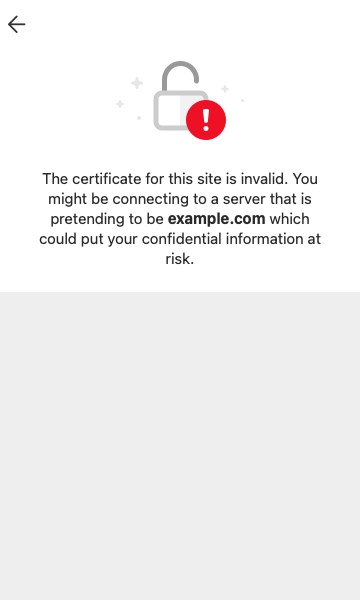 The certificate for this site is invalid. You
might be connecting to a server that is
pretending to be example.com which
could put your confidential information at
risk.